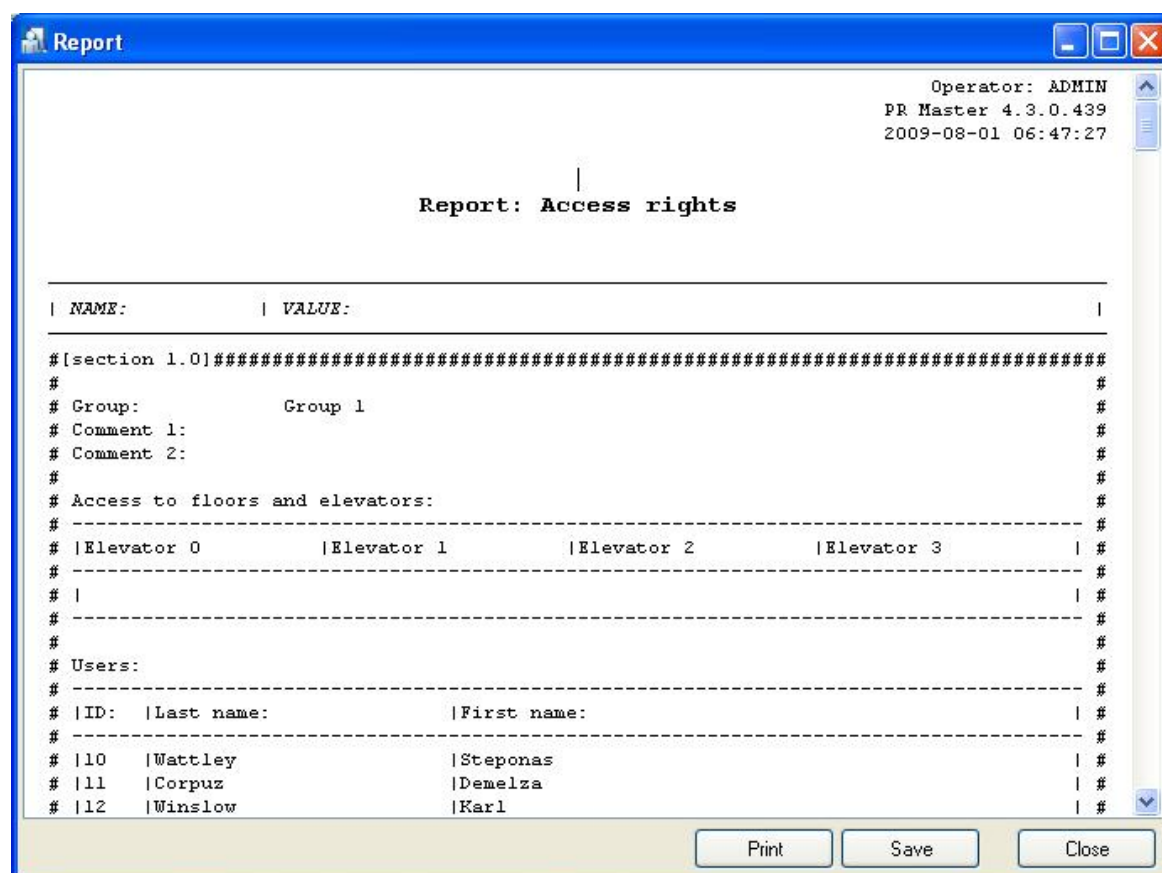 Report
Operator: ADMIN
PR Master 4.3.0.439
2009-08-01 06:47:27
Report: Access rights
| NAME: | VALUE: |
#[section 1.0]############################################################################
# #
# Group: Group 1 #
# Comment 1: #
# Comment 2: #
# #
# Access to floors and elevators: #
# -------------------------------------------------------------------------------------- #
# |Elevator 0 |Elevator 1 |Elevator 2 |Elevator 3 | #
# -------------------------------------------------------------------------------------- #
# | | #
# -------------------------------------------------------------------------------------- #
# #
# Users: #
# -------------------------------------------------------------------------------------- #
# |ID: |Last name: |First name: | #
# -------------------------------------------------------------------------------------- #
# |10 |Wattley |Steponas | #
# |11 |Corpuz |Demelza | #
# |12 |Winslow |Karl | #
Print Save Close